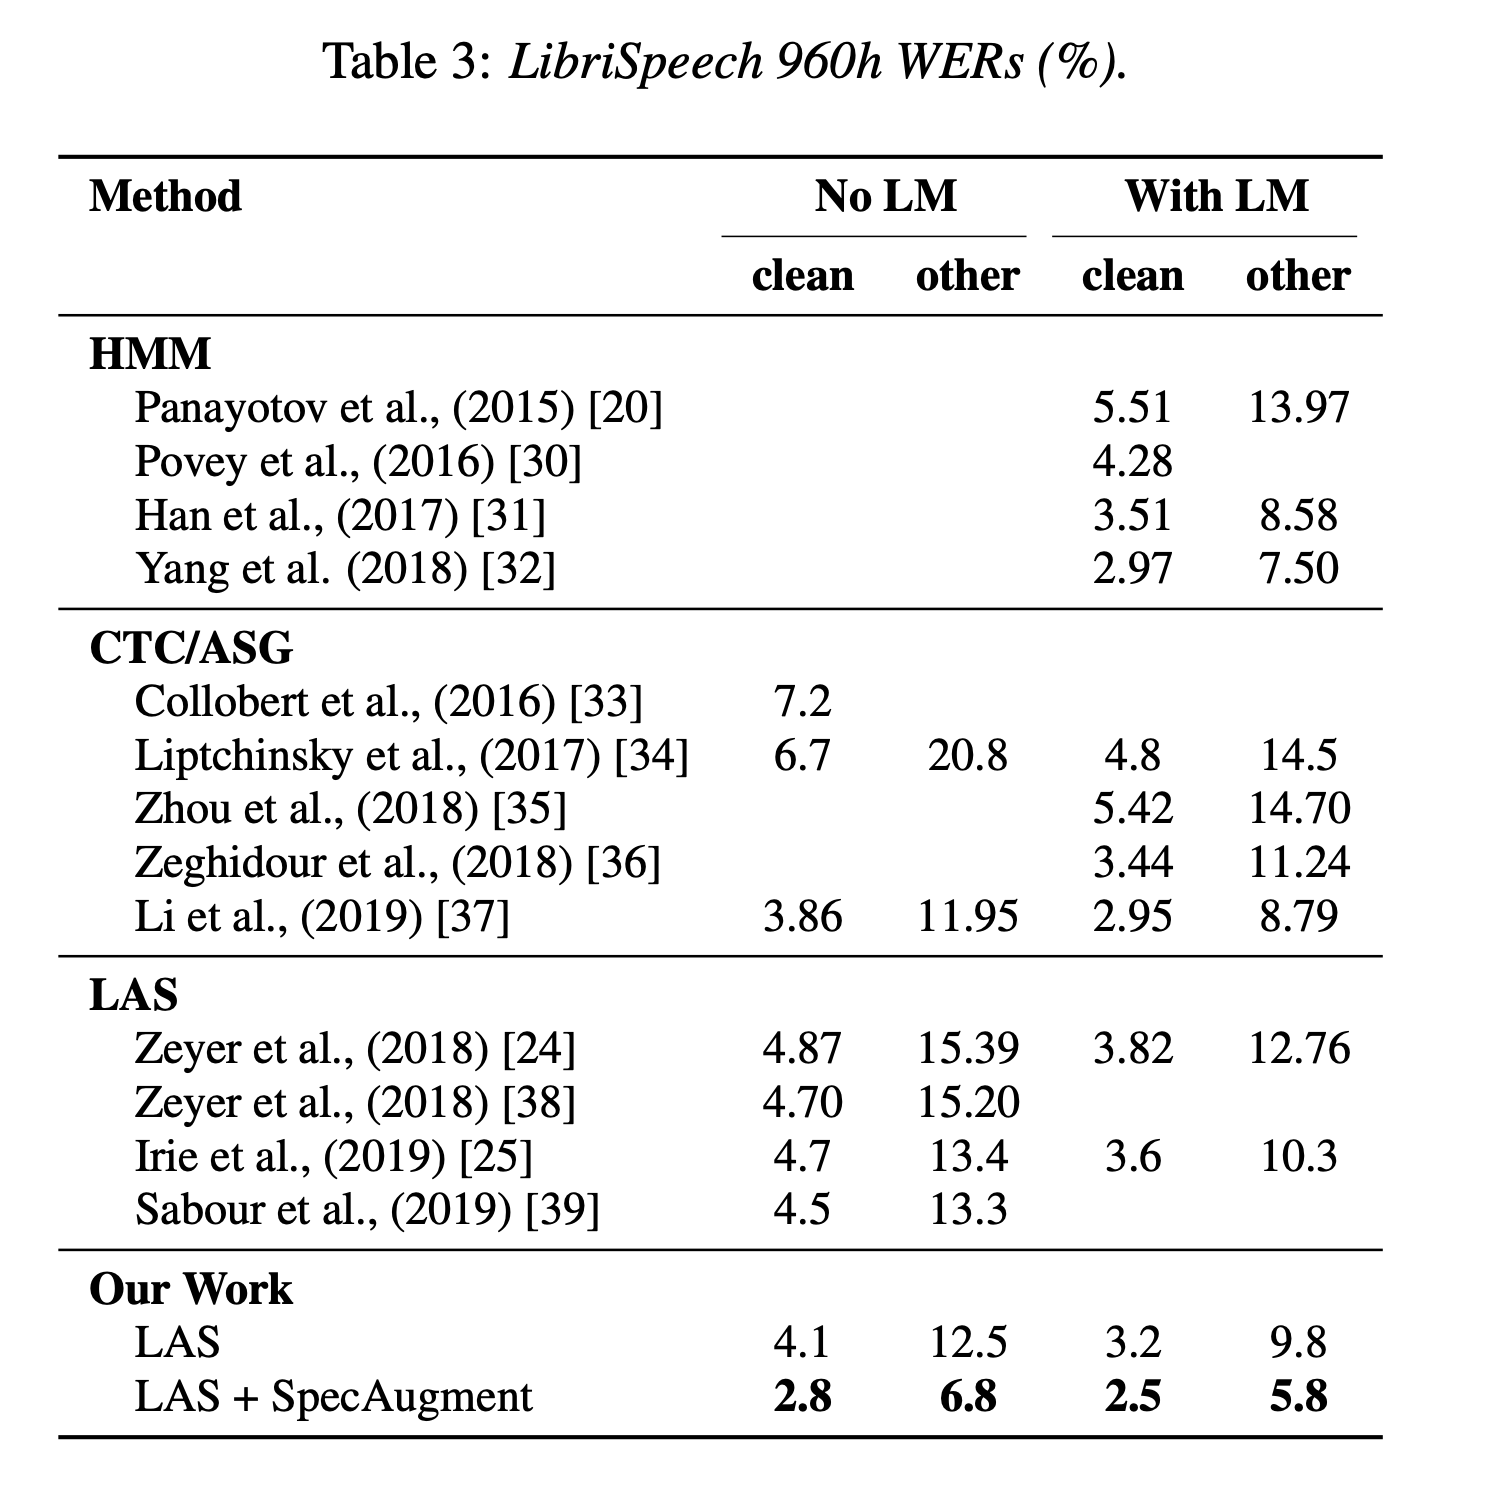 Table 3: LibriSpeech 960h WERs (%).
Method No LM With LM
clean other clean other
HMM
Panayotov et al., (2015) [20] 5.51 13.97
Povey et al., (2016) [30] 4.28
Han et al., (2017) [31] 3.51 8.58
Yang et al. (2018) [32] 2.97 7.50
CTC/ASG
Collobert et al., (2016) [33] 7.2
Liptchinsky et al., (2017) [34] 6.7 20.8 4.8 14.5
Zhou et al., (2018) [35] 5.42 14.70
Zeghidour et al., (2018) [36] 3.44 11.24
Li et al., (2019) [37] 3.86 11.95 2.95 8.79
LAS
Zeyer et al., (2018) [24] 4.87 15.39 3.82 12.76
Zeyer et al., (2018) [38] 4.70 15.20
Irie et al., (2019) [25] 4.7 13.4 3.6 10.3
Sabour et al., (2019) [39] 4.5 13.3
Our Work
LAS 4.1 12.5 3.2 9.8
LAS + SpecAugment 2.8 6.8 2.5 5.8